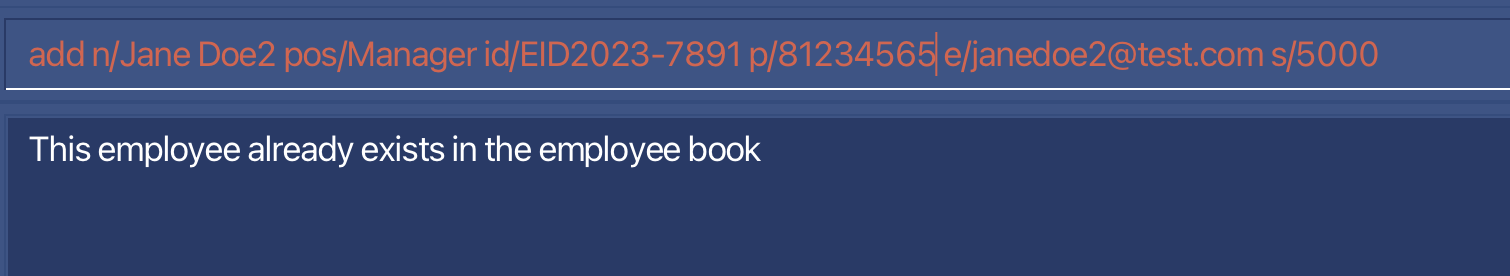 add n/Jane Doe2 pos/Manager id/EID2023-7891 p/81234565 e/janedoe2@test.com s/5000
This employee already exists in the employee book